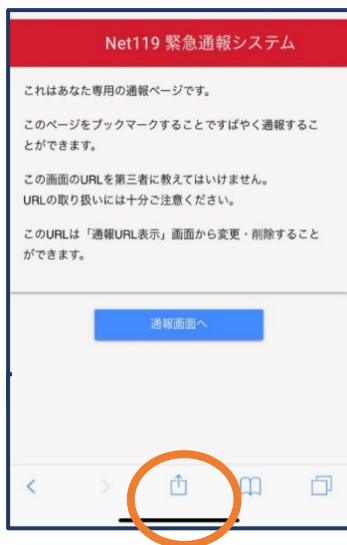 Net119 緊急通報システム
これはあなた専用の通報ページです。
このページをブックマークすることですばやく通報するこ
とができます。
この画面のURLを第三者に教えてはいけません。
URLの取り扱いには十分ご注意ください。
このURLは「通報URL表示」画面から変更・削除すること
ができます。
通報画面へ